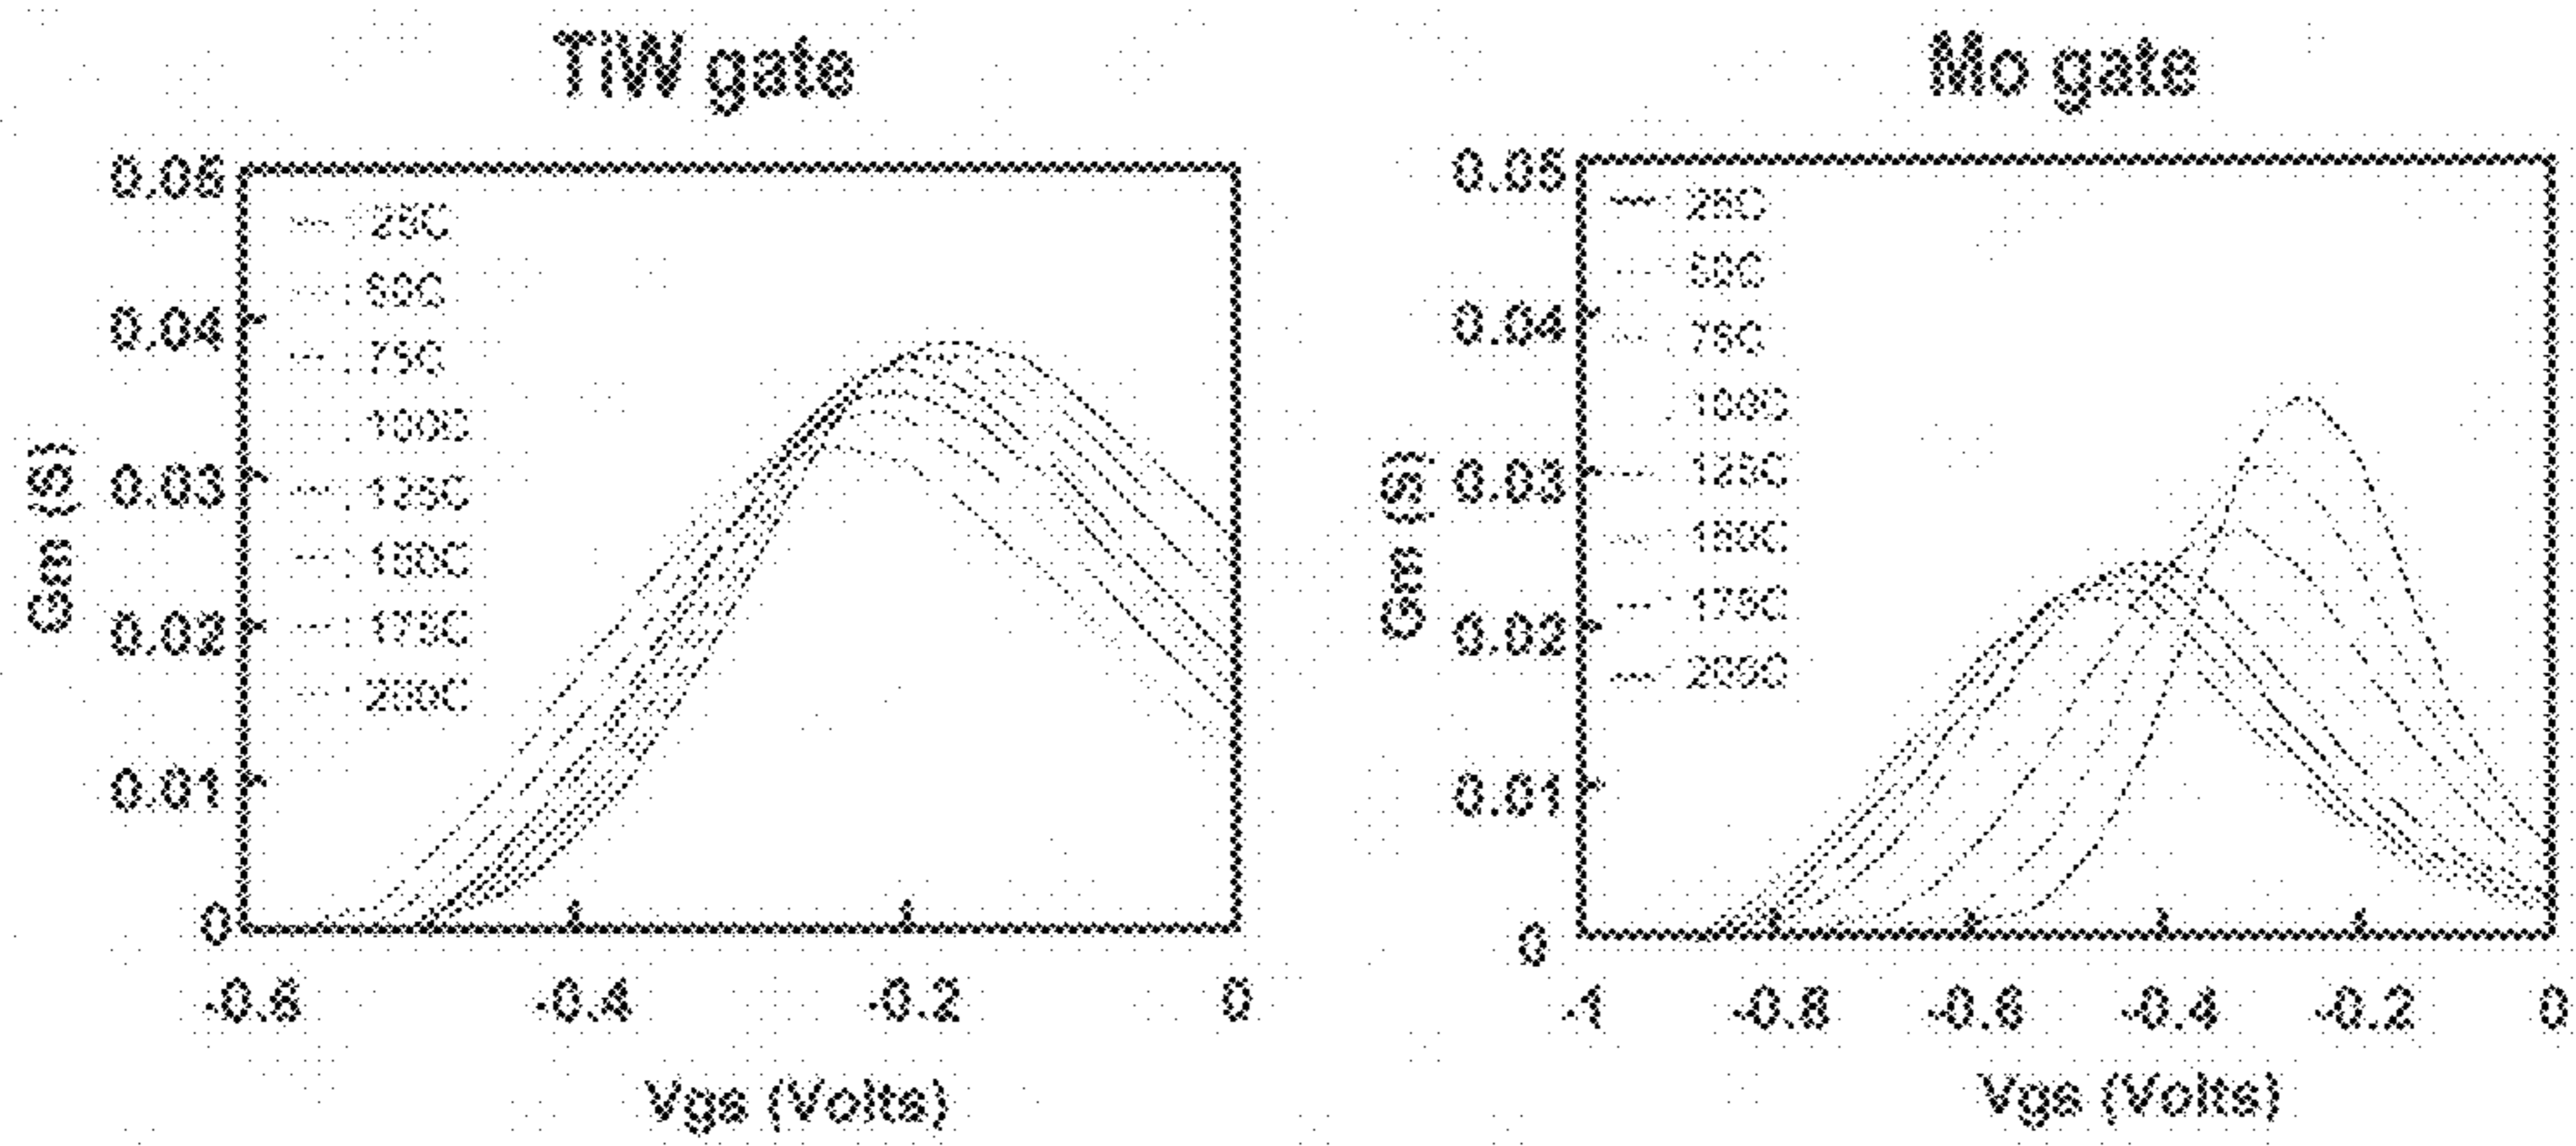 TiW gate
0.05
0.04
0.03
0.02
0.01
0
Gm (S)
25C
50C
75C
100C
125C
150C
175C
200C
-0.6
-0.4
-0.2
0
Vgs (Volts)
Mo gate
0.05
0.04
0.03
0.02
0.01
0
Gm (S)
25C
50C
75C
100C
125C
150C
175C
200C
-1
-0.8
-0.6
-0.4
-0.2
0
Vgs (Volts)